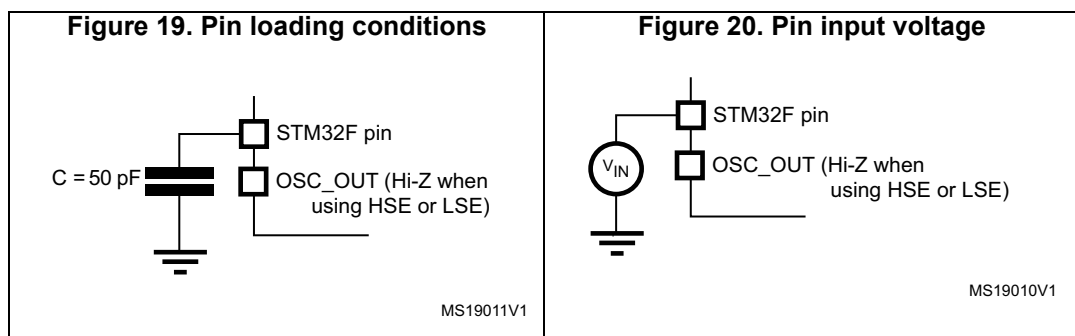 Figure 19. Pin loading conditions
STM32F pin
C = 50 pF
OSC_OUT (Hi-Z when
using HSE or LSE)
MS19011V1
Figure 20. Pin input voltage
STM32F pin
VIN
OSC_OUT (Hi-Z when
using HSE or LSE)
MS19010V1